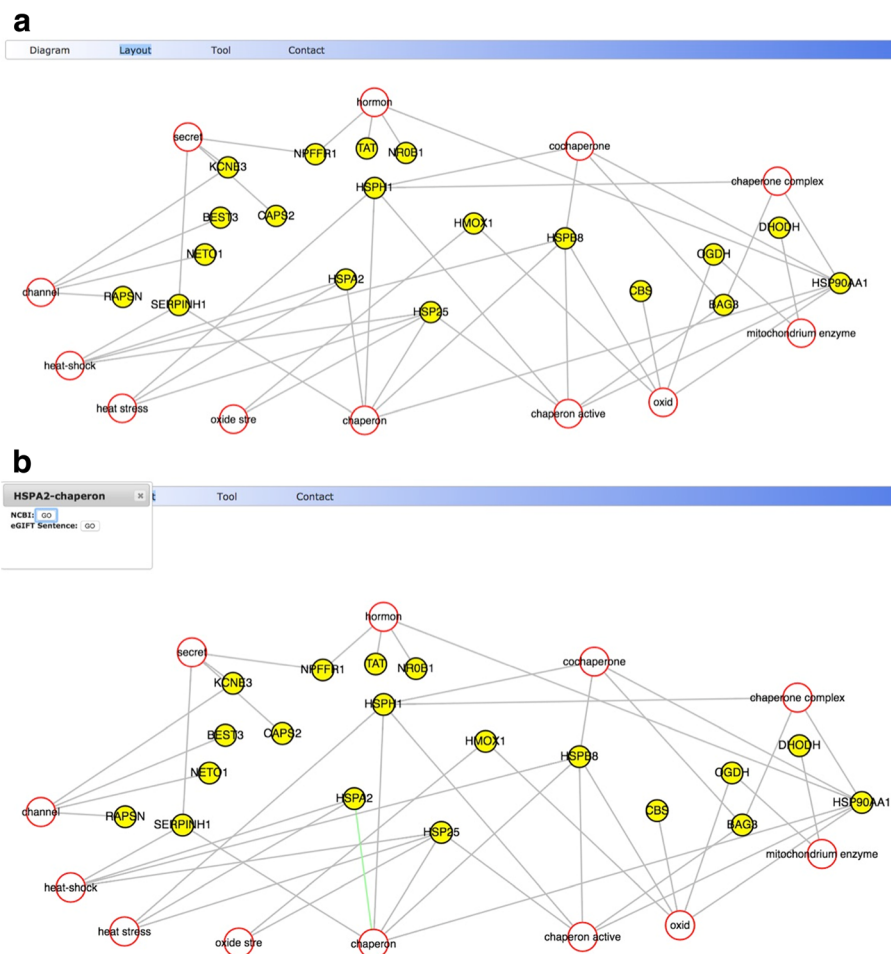 a
Diagram Layout Tool Contact
hormon
secret
NPFFR1 TAT NR0B1
cochaperone
KCNE3
chaperone complex
HSPH1
BEST3 CAPS2
HMOX1
DHODH
HSPB8
NETO1
OGDH
HSPA2
HSP90AA1
channel
RAPSN
CBS
SERPINH1
BAG3
HSP25
mitochondrium enzyme
heat-shock
heat stress
oxide stre
chaperon
chaperon active
oxid
b
HSPA2-chaperon x
t Tool Contact
NCBI: GO
eGIFT Sentence: GO
hormon
secret
cochaperone
NPFFR1 TAT NR0B1
KCNE3
chaperone complex
HSPH1
BEST3 CAPS2
HMOX1
DHODH
HSPB8
NETO1
OGDH
HSPA2
HSP90AA1
channel
RAPSN
CBS
SERPINH1
BAG3
HSP25
mitochondrium enzyme
heat-shock
heat stress
oxide stre
chaperon
chaperon active
oxid